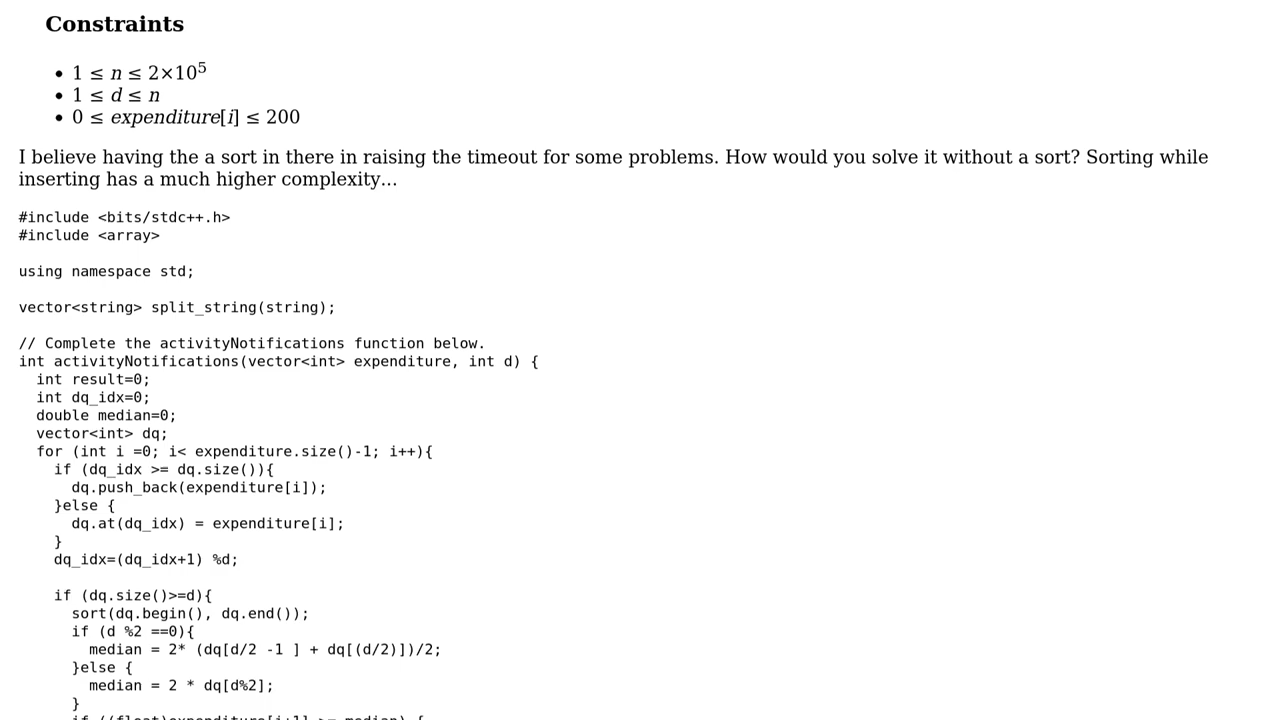 Constraints
• 1 ≤ n ≤ 2×10⁵
• 1 ≤ d ≤ n
• 0 ≤ expenditure[i] ≤ 200
I believe having the a sort in there in raising the timeout for some problems. How would you solve it without a sort? Sorting while
inserting has a much higher complexity...
#include <bits/stdc++.h>
#include <array>
using namespace std;
vector<string> split_string(string);
// Complete the activityNotifications function below.
int activityNotifications(vector<int> expenditure, int d) {
  int result=0;
  int dq_idx=0;
  double median=0;
  vector<int> dq;
  for (int i =0; i< expenditure.size()-1; i++){
    if (dq_idx >= dq.size()){
      dq.push_back(expenditure[i]);
    }else {
      dq.at(dq_idx) = expenditure[i];
    }
    dq_idx=(dq_idx+1) %d;
    if (dq.size()>=d){
      sort(dq.begin(), dq.end());
      if (d %2 ==0){
        median = 2* (dq[d/2 -1 ] + dq[(d/2)])/2;
      }else {
        median = 2 * dq[d%2];
      }
      if ((float)expenditure[i+1] >= median) {